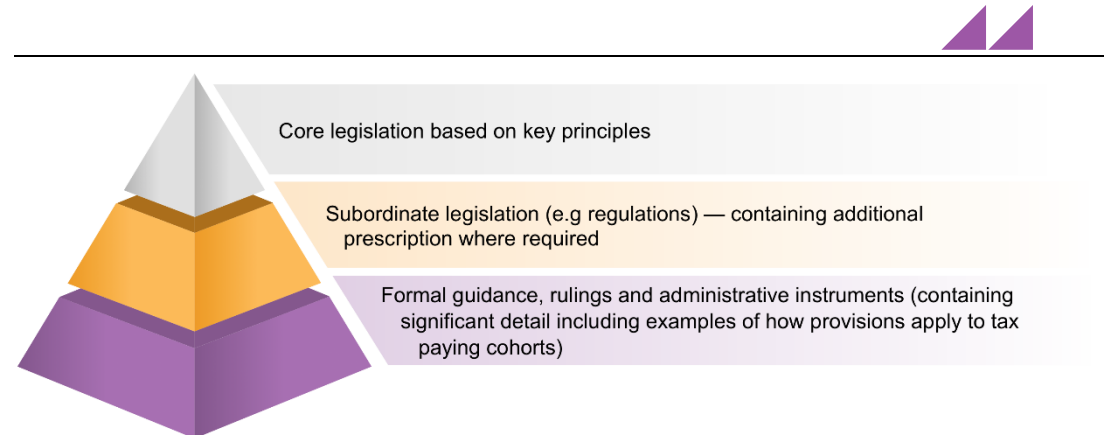 Core legislation based on key principles
Subordinate legislation (e.g regulations) — containing additional
prescription where required
Formal guidance, rulings and administrative instruments (containing
significant detail including examples of how provisions apply to tax
paying cohorts)